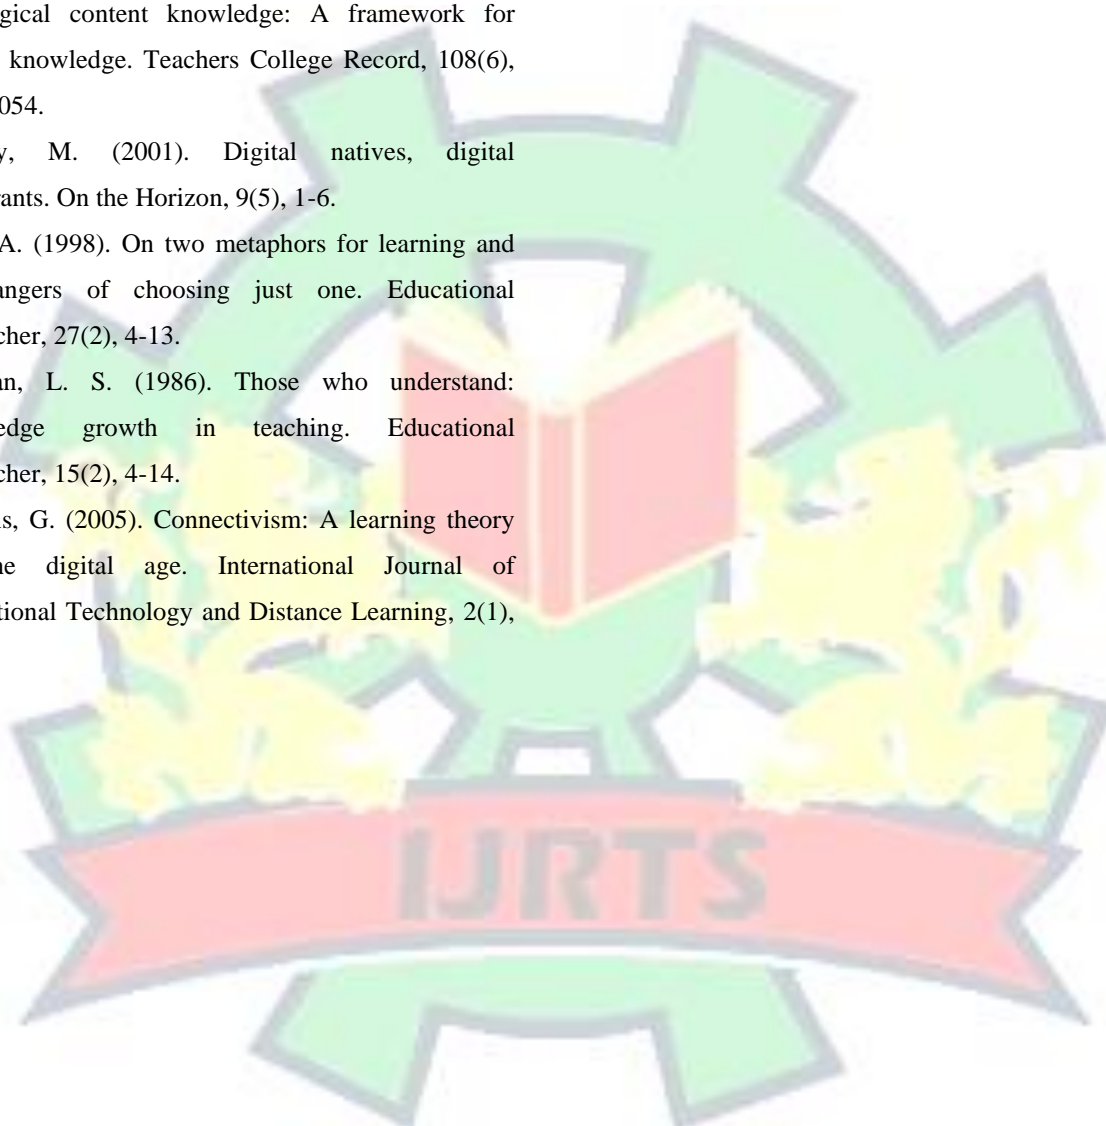 gical content knowledge: A framework for
knowledge. Teachers College Record, 108(6),
054.
y, M. (2001). Digital natives, digital
rants. On the Horizon, 9(5), 1-6.
A. (1998). On two metaphors for learning and
angers of choosing just one. Educational
cher, 27(2), 4-13.
an, L. S. (1986). Those who understand:
edge growth in teaching. Educational
cher, 15(2), 4-14.
s, G. (2005). Connectivism: A learning theory
ne digital age. International Journal of
tional Technology and Distance Learning, 2(1),
IJRTS